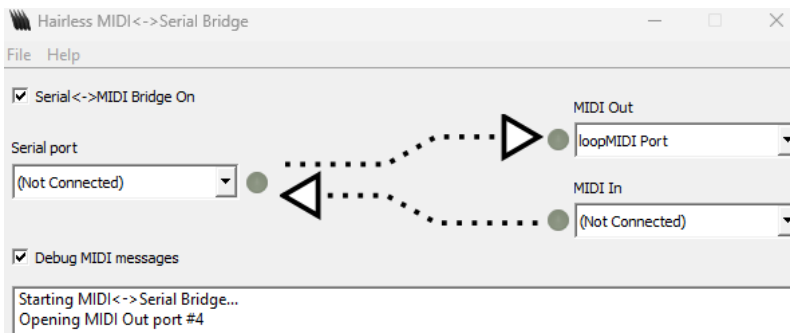 Hairless MIDI<->Serial Bridge
File Help
Serial<->MIDI Bridge On
MIDI Out
loopMIDI Port
Serial port
(Not Connected)
MIDI In
(Not Connected)
Debug MIDI messages
Starting MIDI<->Serial Bridge...
Opening MIDI Out port #4